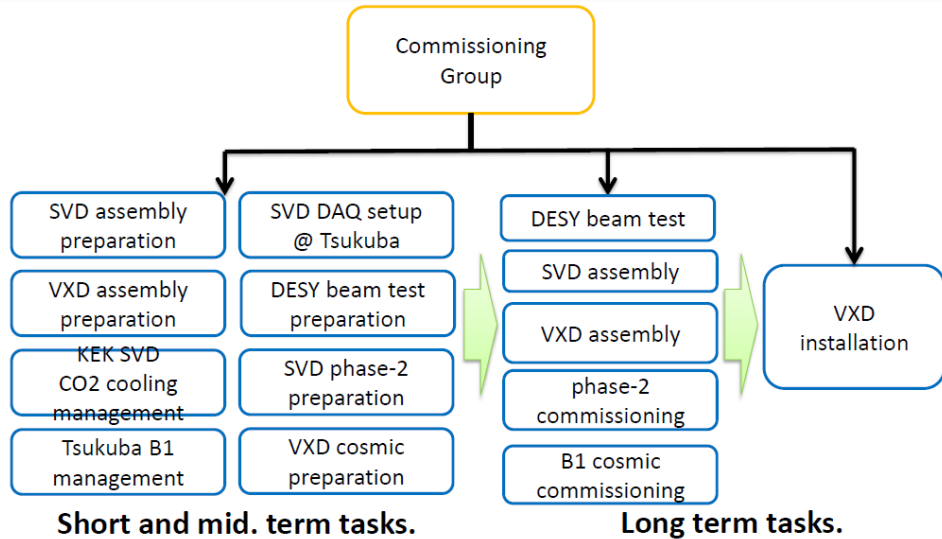 Commissioning
Group
SVD assembly
preparation
SVD DAQ setup
@ Tsukuba
VXD assembly
preparation
DESY beam test
preparation
KEK SVD
CO2 cooling
management
SVD phase-2
preparation
Tsukuba B1
management
VXD cosmic
preparation
Short and mid. term tasks.
DESY beam test
SVD assembly
VXD assembly
phase-2
commissioning
B1 cosmic
commissioning
VXD
installation
Long term tasks.